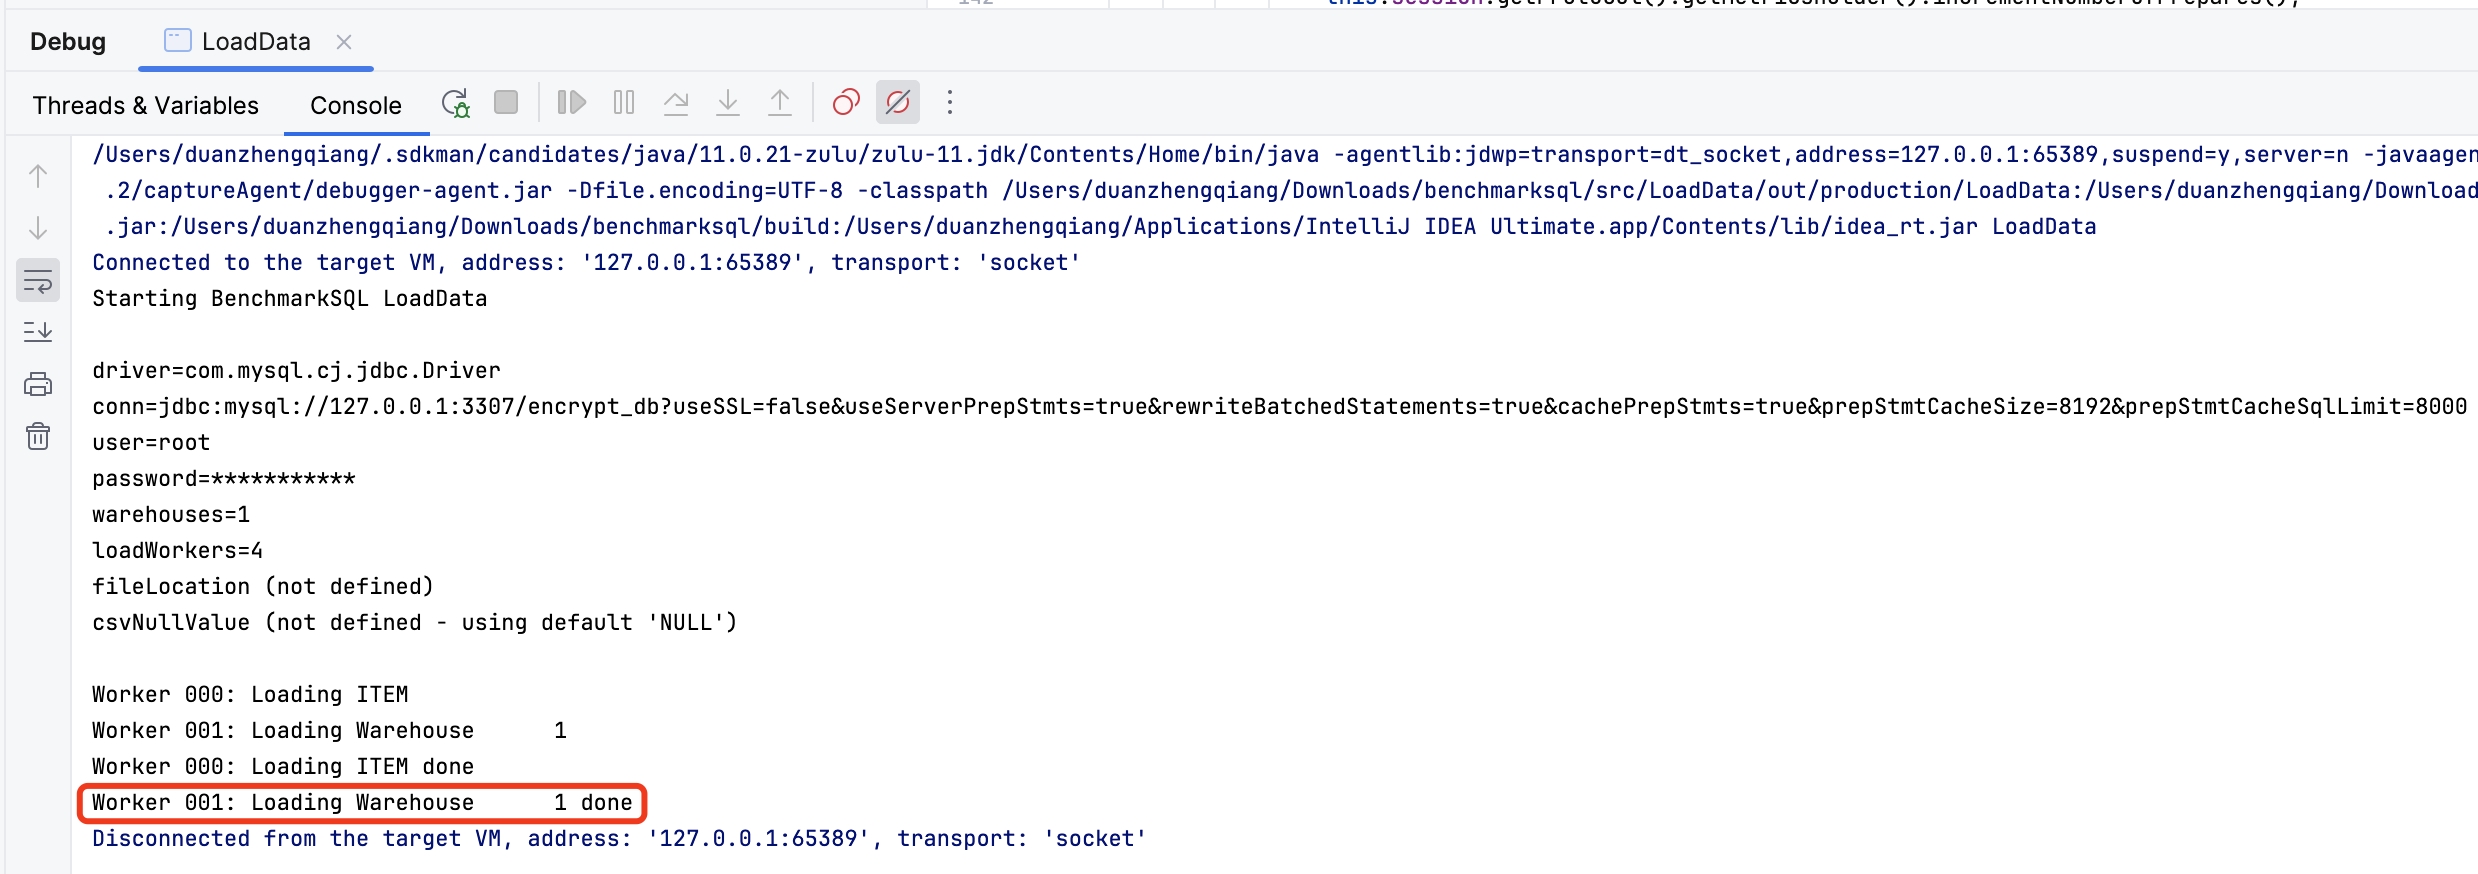 142
Debug LoadData
Threads & Variables Console
/Users/duanzhengqiang/.sdkman/candidates/java/11.0.21-zulu/zulu-11.jdk/Contents/Home/bin/java -agentlib:jdwp=transport=dt_socket,address=127.0.0.1:65389,suspend=y,server=n -javaagen
.2/captureAgent/debugger-agent.jar -Dfile.encoding=UTF-8 -classpath /Users/duanzhengqiang/Downloads/benchmarksql/src/LoadData/out/production/LoadData:/Users/duanzhengqiang/Download
.jar:/Users/duanzhengqiang/Downloads/benchmarksql/build:/Users/duanzhengqiang/Applications/IntelliJ IDEA Ultimate.app/Contents/lib/idea_rt.jar LoadData
Connected to the target VM, address: '127.0.0.1:65389', transport: 'socket'
Starting BenchmarkSQL LoadData
driver=com.mysql.cj.jdbc.Driver
conn=jdbc:mysql://127.0.0.1:3307/encrypt_db?useSSL=false&useServerPrepStmts=true&rewriteBatchedStatements=true&cachePrepStmts=true&prepStmtCacheSize=8192&prepStmtCacheSqlLimit=8000
user=root
password=***********
warehouses=1
loadWorkers=4
fileLocation (not defined)
csvNullValue (not defined - using default 'NULL')
Worker 000: Loading ITEM
Worker 001: Loading Warehouse      1
Worker 000: Loading ITEM done
Worker 001: Loading Warehouse      1 done
Disconnected from the target VM, address: '127.0.0.1:65389', transport: 'socket'